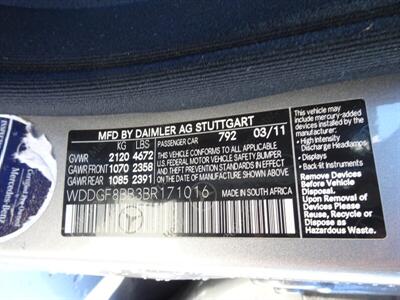 MFD BY DAIMLER AG STUTTGART
KG LBS PASSENGER CAR 792 03/11
GVWR 2120 4672
GAWR FRONT 1070 2358
GAWR REAR 1085 2391
THIS VEHICLE CONFORMS TO ALL APPLICABLE
U.S. FEDERAL MOTOR VEHICLE SAFETY, BUMPER,
AND THEFT PREVENTION STANDARDS
IN EFFECT ON THE DATE OF
MANUFACTURE SHOWN ABOVE.
WDDGF8BB3BR171016
MADE IN SOUTH AFRICA
This vehicle may
include mercury-added
devices installed by the
manufacturer:
• High Intensity
Discharge Headlamps
• Displays
• Back-lit Instruments
Remove Devices
Before Vehicle
Disposal.
Upon Removal of
Devices Please
Reuse, Recycle or
Dispose as
Hazardous Waste.
Mercedes-Benz